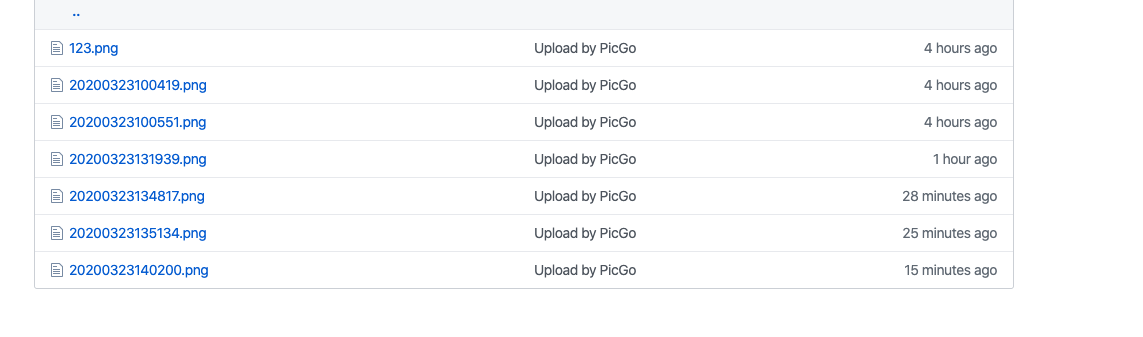 ..
123.png Upload by PicGo 4 hours ago
20200323100419.png Upload by PicGo 4 hours ago
20200323100551.png Upload by PicGo 4 hours ago
20200323131939.png Upload by PicGo 1 hour ago
20200323134817.png Upload by PicGo 28 minutes ago
20200323135134.png Upload by PicGo 25 minutes ago
20200323140200.png Upload by PicGo 15 minutes ago